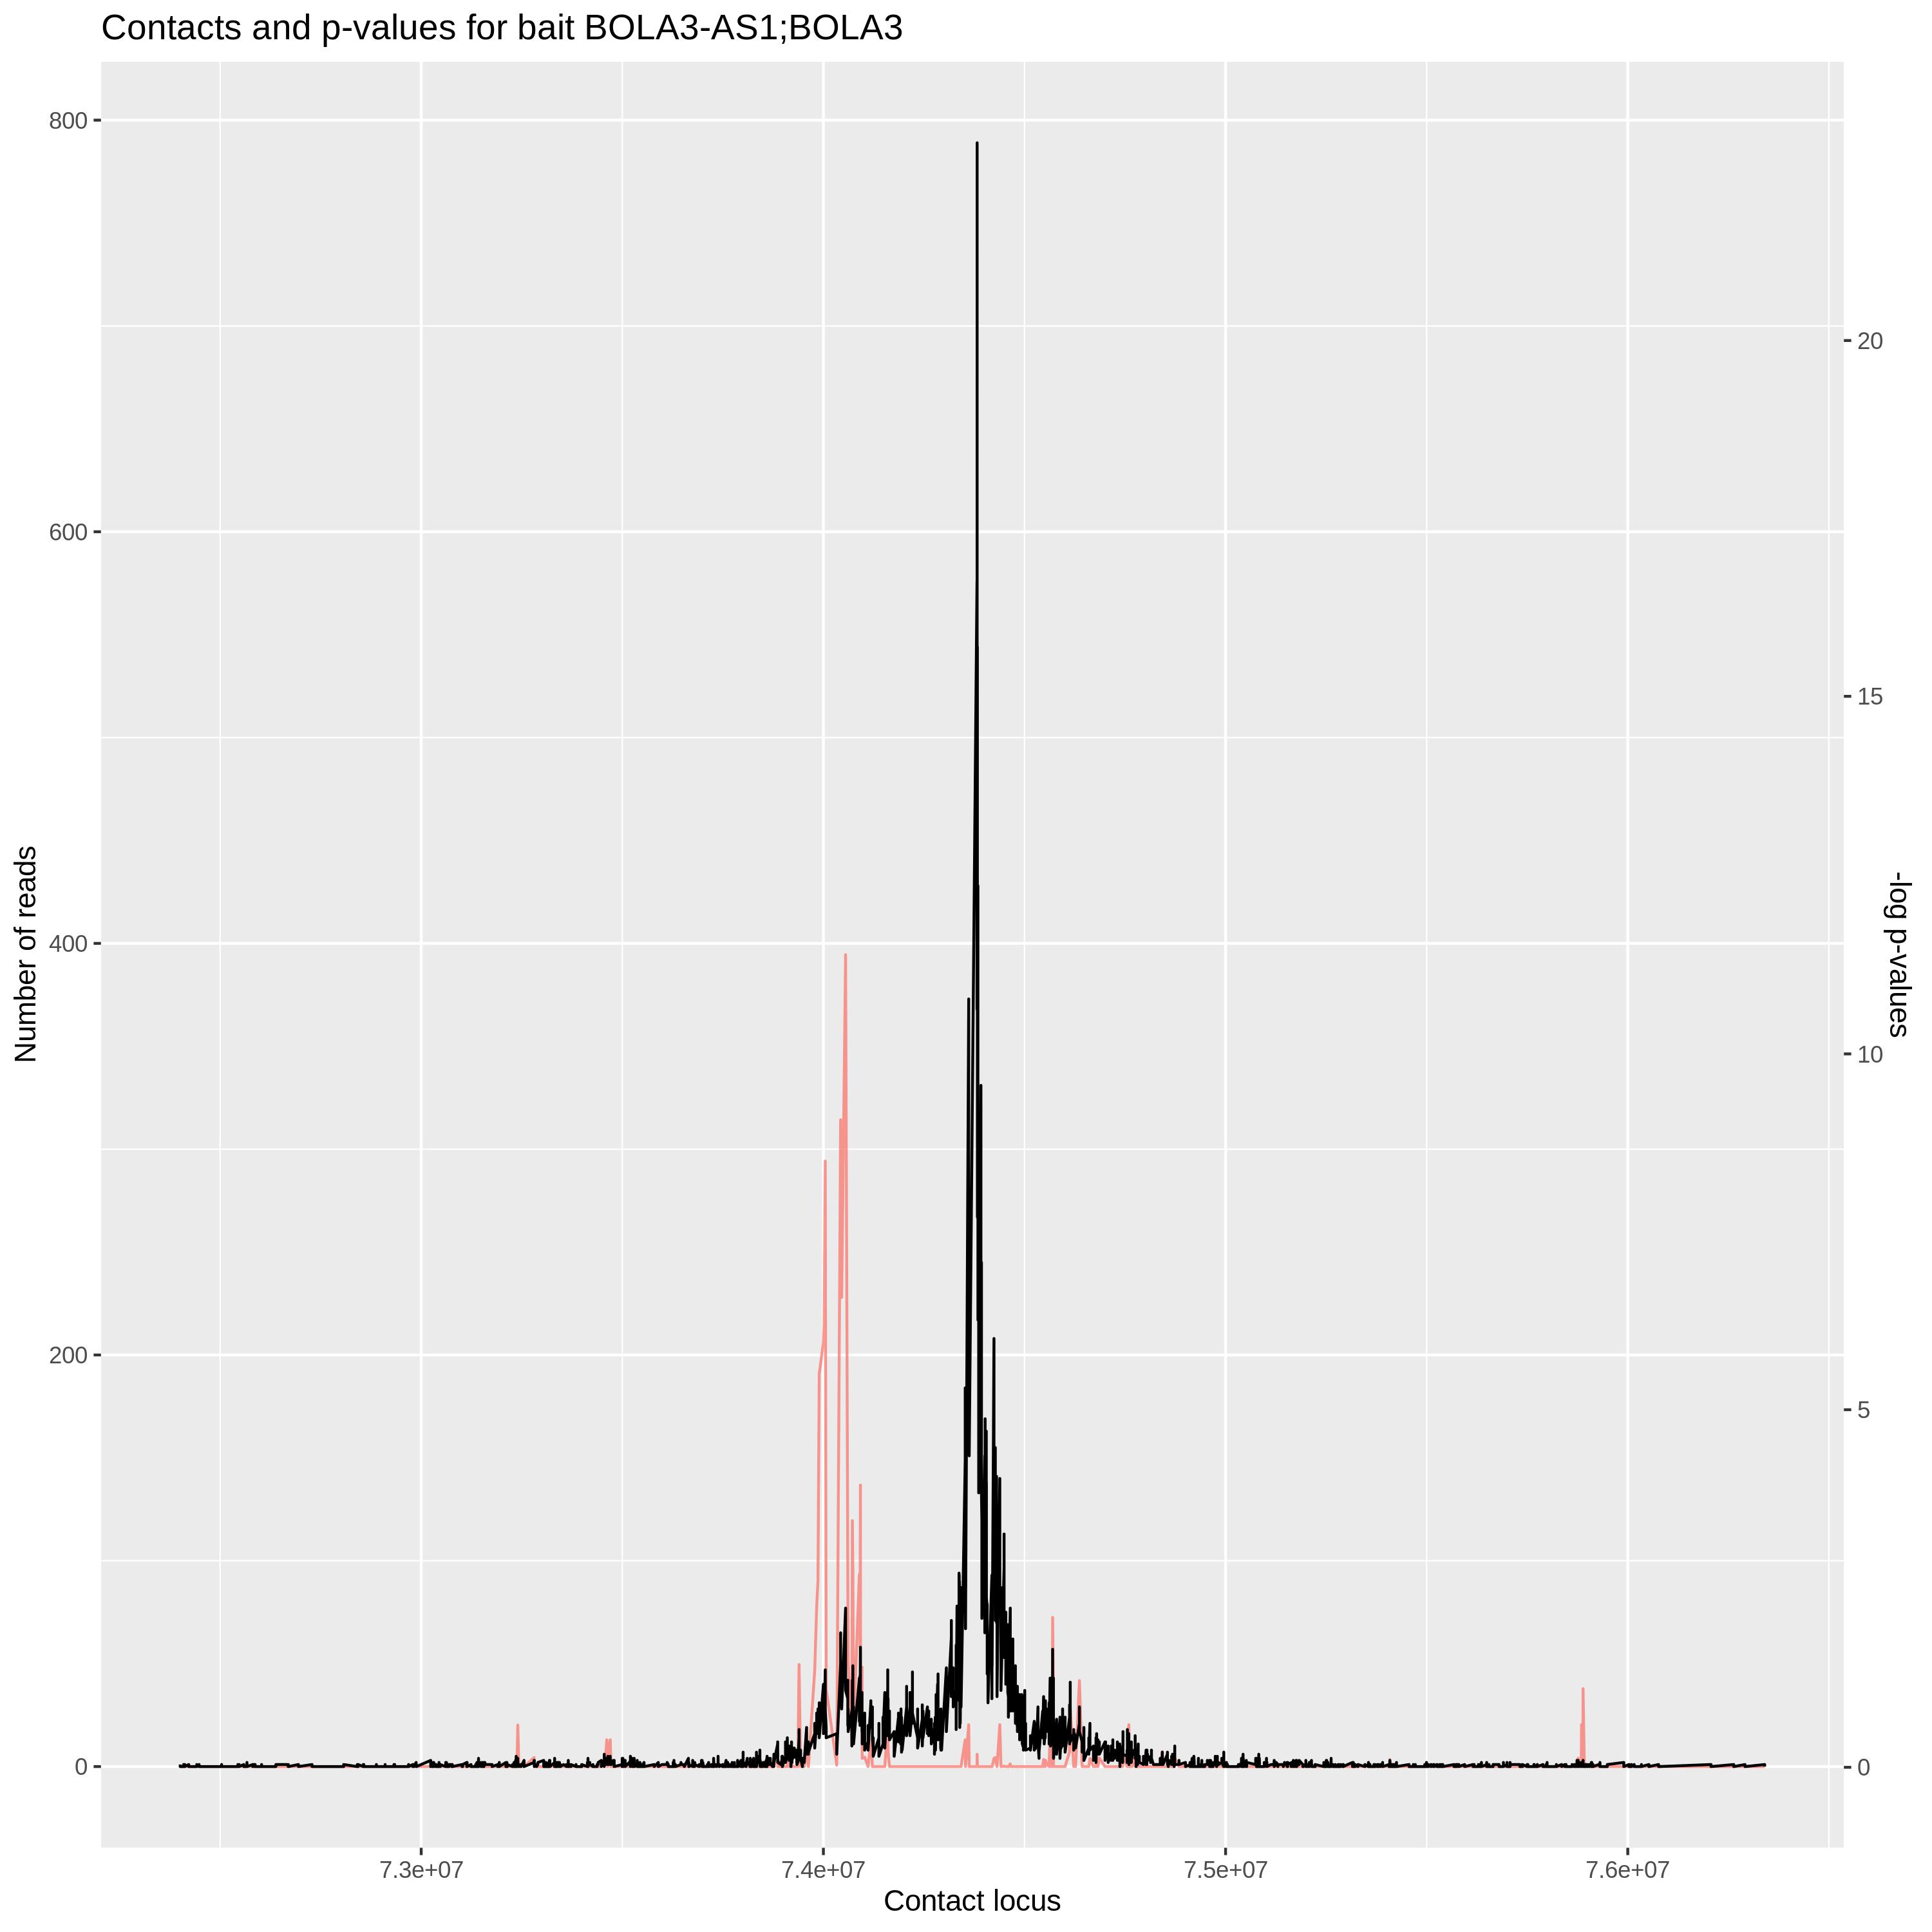 Contacts and p-values for bait BOLA3-AS1;BOLA3
800
600
400
200
0
Number of reads
20
15
10
5
0
-log p-values
7.3e+07
7.4e+07
7.5e+07
7.6e+07
Contact locus